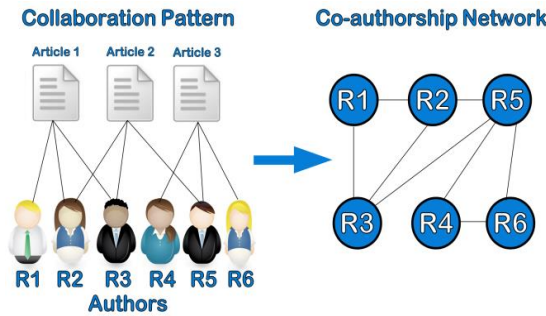 Collaboration Pattern
Article 1 Article 2 Article 3
R1 R2 R3 R4 R5 R6
Authors
Co-authorship Network
R1 R2 R5
R3 R4 R6